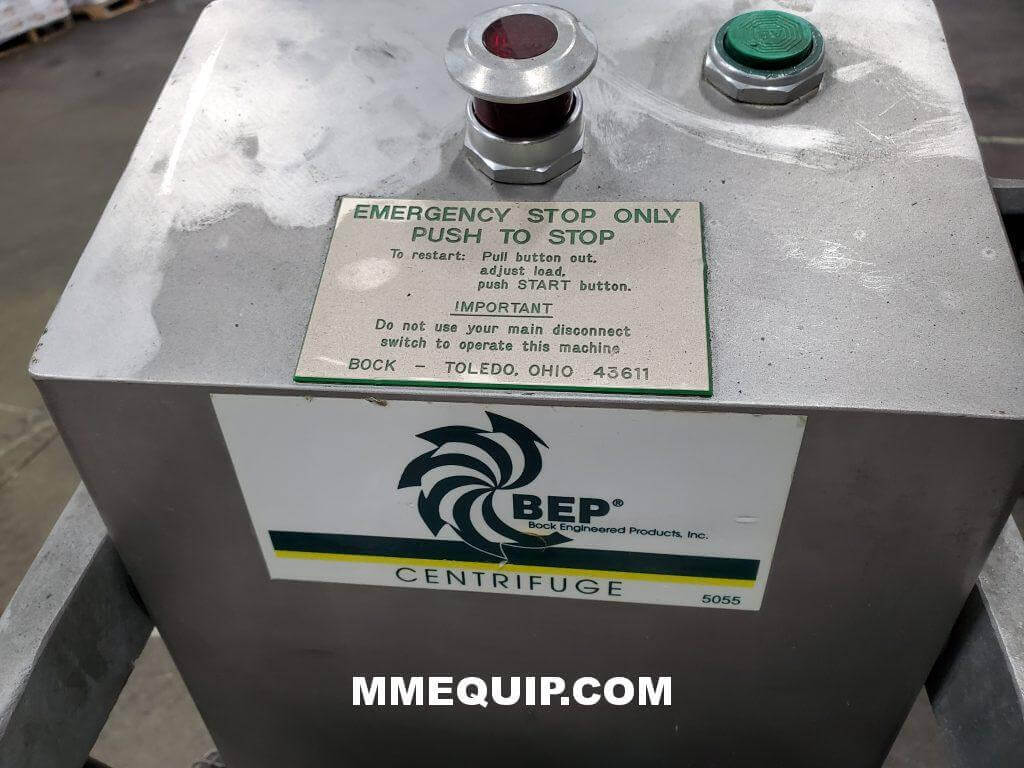 EMERGENCY STOP ONLY
PUSH TO STOP
To restart: Pull button out,
adjust load,
push START button.
IMPORTANT
Do not use your main disconnect
switch to operate this machine
BOCK — TOLEDO, OHIO 43611
BEP®
Bock Engineered Products, Inc.
CENTRIFUGE
5055
MMEQUIP.COM